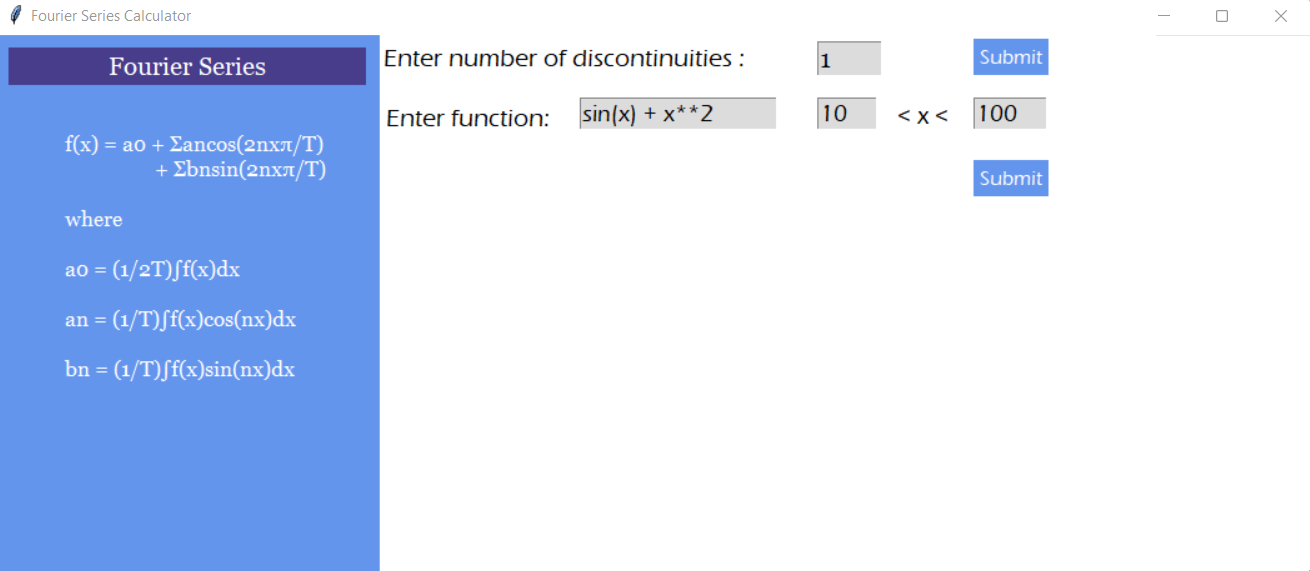 Fourier Series Calculator
Fourier Series
f(x) = a0 + Σancos(2nxπ/T)
+ Σbnsin(2nxπ/T)
where
a0 = (1/2T)∫f(x)dx
an = (1/T)∫f(x)cos(nx)dx
bn = (1/T)∫f(x)sin(nx)dx
Enter number of discontinuities : 1 Submit
Enter function: sin(x) + x**2 10 < x < 100
Submit